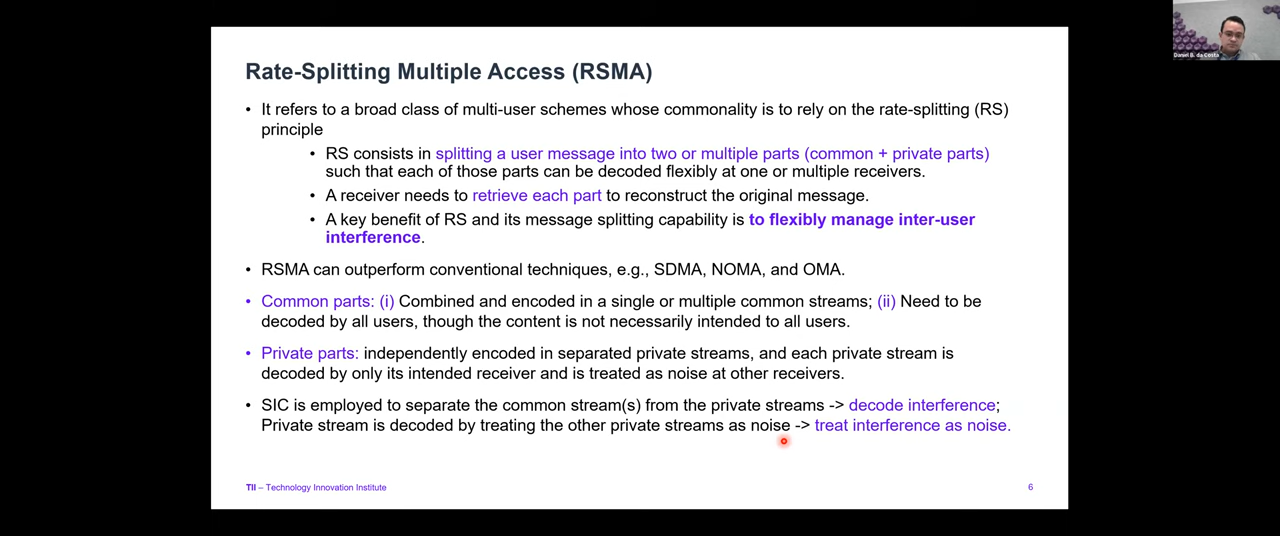 Rate-Splitting Multiple Access (RSMA)
• It refers to a broad class of multi-user schemes whose commonality is to rely on the rate-splitting (RS)
principle
• RS consists in splitting a user message into two or multiple parts (common + private parts)
such that each of those parts can be decoded flexibly at one or multiple receivers.
• A receiver needs to retrieve each part to reconstruct the original message.
• A key benefit of RS and its message splitting capability is to flexibly manage inter-user
interference.
• RSMA can outperform conventional techniques, e.g., SDMA, NOMA, and OMA.
• Common parts: (i) Combined and encoded in a single or multiple common streams; (ii) Need to be
decoded by all users, though the content is not necessarily intended to all users.
• Private parts: independently encoded in separated private streams, and each private stream is
decoded by only its intended receiver and is treated as noise at other receivers.
• SIC is employed to separate the common stream(s) from the private streams -> decode interference;
Private stream is decoded by treating the other private streams as noise -> treat interference as noise.
TII – Technology Innovation Institute
6
Daniel B. da Costa